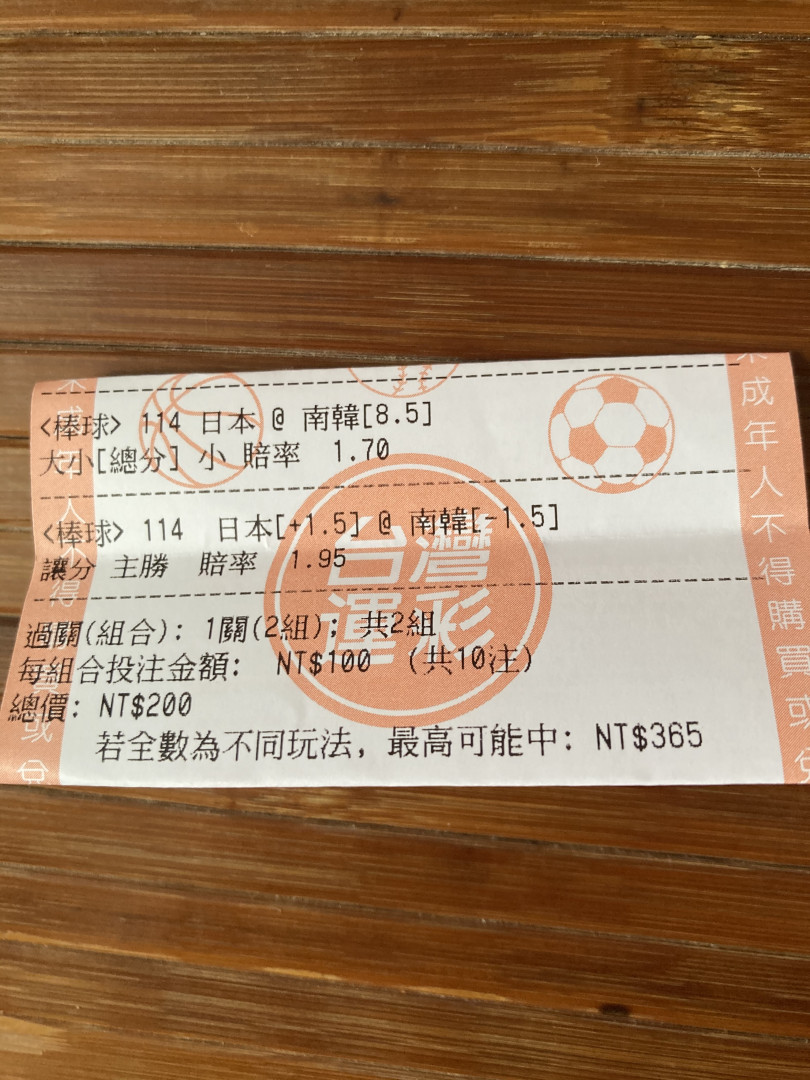 <棒球> 114 日本 @ 南韓[8.5]
大小[總分] 小 賠率 1.70
<棒球> 114 日本[+1.5] @ 南韓[-1.5]
讓分 主勝 賠率 1.95
過關(組合): 1關(2組); 共2組
每組合投注金額: NT$100 (共10注)
總價: NT$200
若全數為不同玩法, 最高可能中: NT$365
台灣
運彩
成年人不得購買或